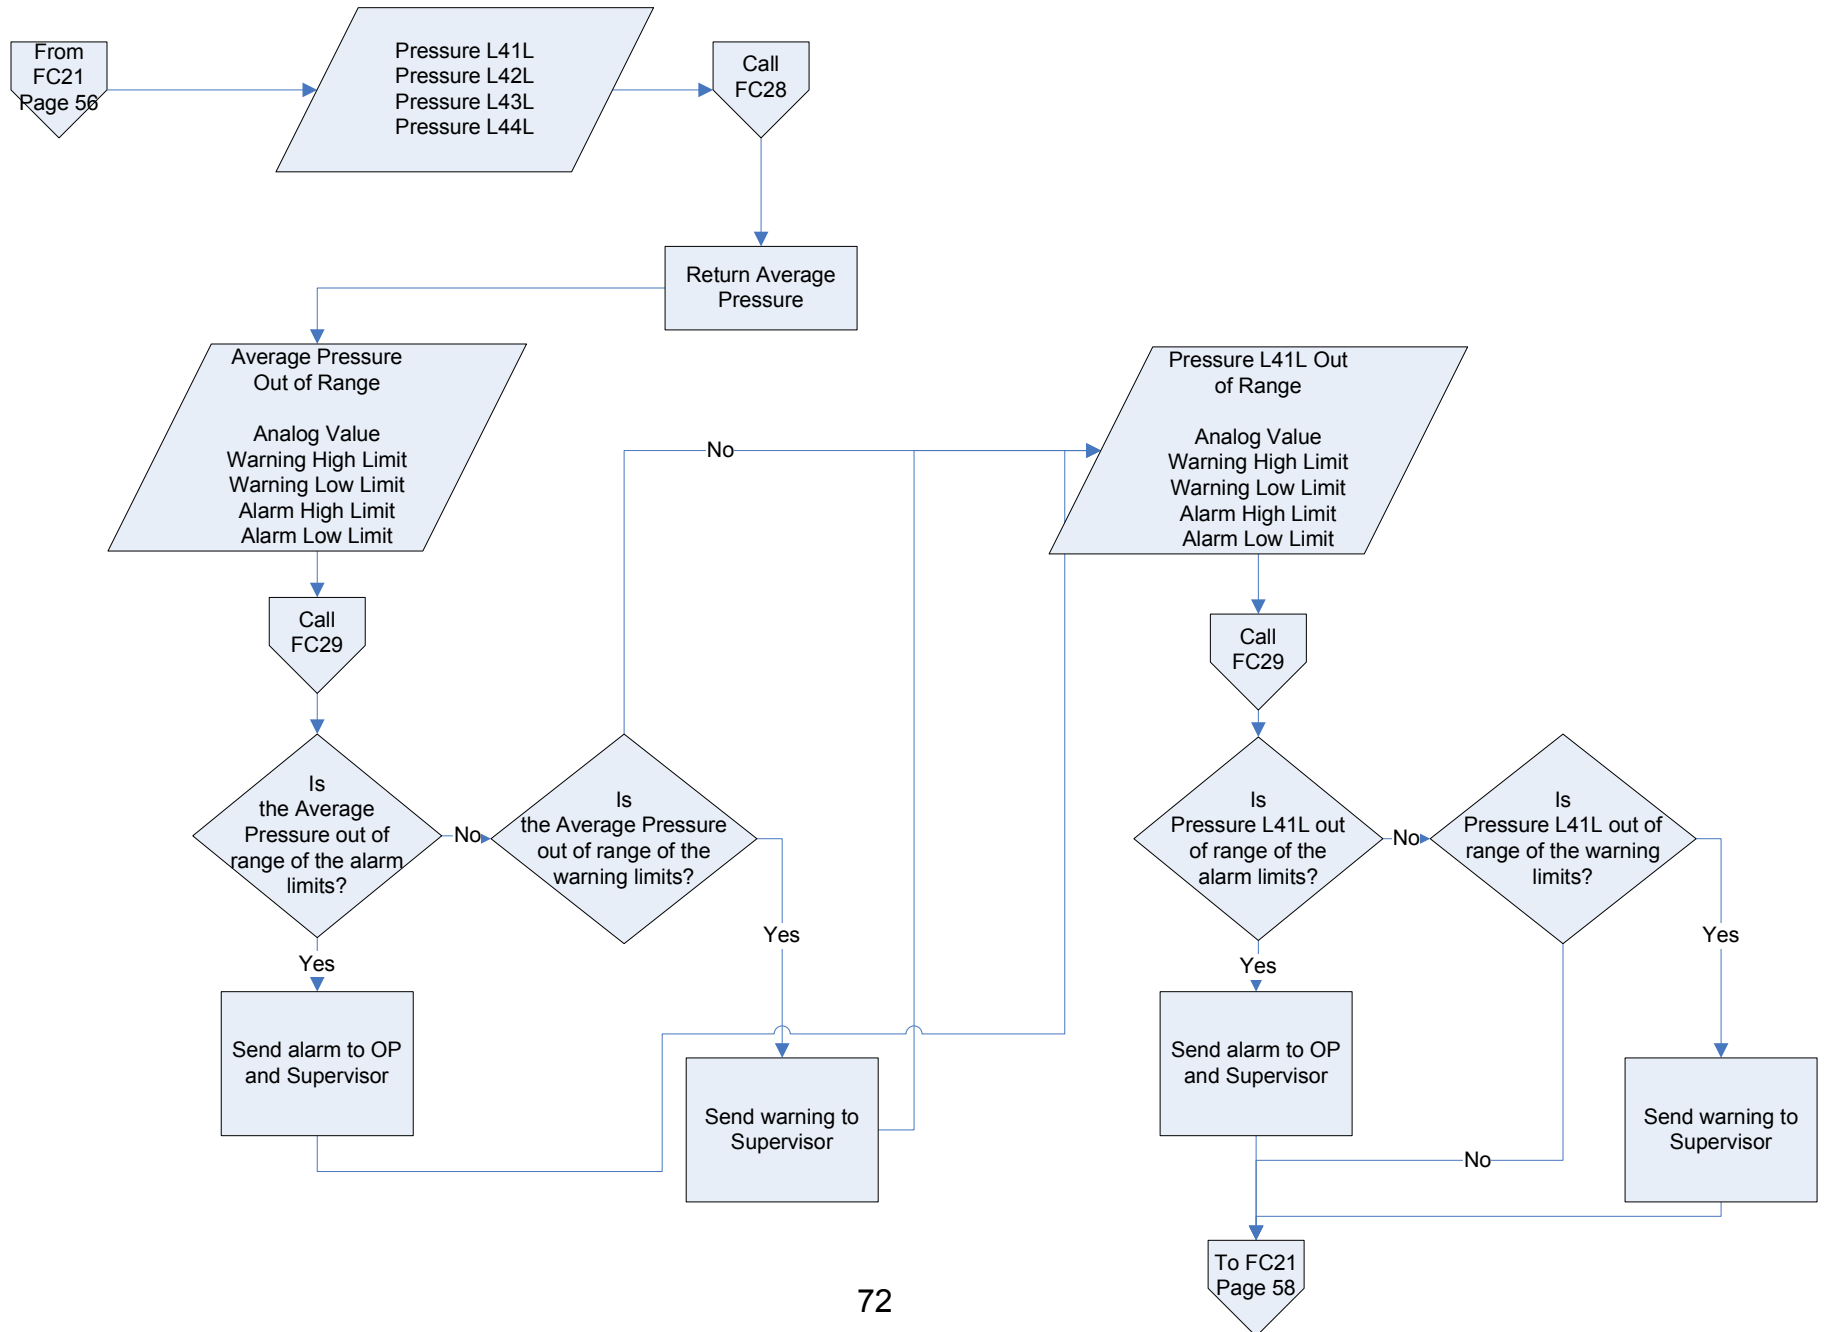 From
FC21
Page 56
Pressure L41L
Pressure L42L
Pressure L43L
Pressure L44L
Call
FC28
Return Average
Pressure
Average Pressure
Out of Range
Analog Value
Warning High Limit
Warning Low Limit
Alarm High Limit
Alarm Low Limit
Call
FC29
Is
the Average
Pressure out of
range of the alarm
limits?
No
Is
the Average Pressure
out of range of the
warning limits?
No
Yes
Yes
Send alarm to OP
and Supervisor
Send warning to
Supervisor
Pressure L41L Out
of Range
Analog Value
Warning High Limit
Warning Low Limit
Alarm High Limit
Alarm Low Limit
Call
FC29
Is
Pressure L41L out
of range of the
alarm limits?
No
Is
Pressure L41L out of
range of the warning
limits?
Yes
Yes
Send alarm to OP
and Supervisor
No
Send warning to
Supervisor
To FC21
Page 58
72